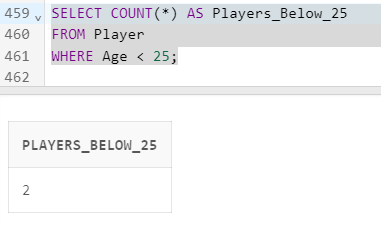 459 SELECT COUNT(*) AS Players_Below_25
460 FROM Player
461 WHERE Age < 25;
462
PLAYERS_BELOW_25
2